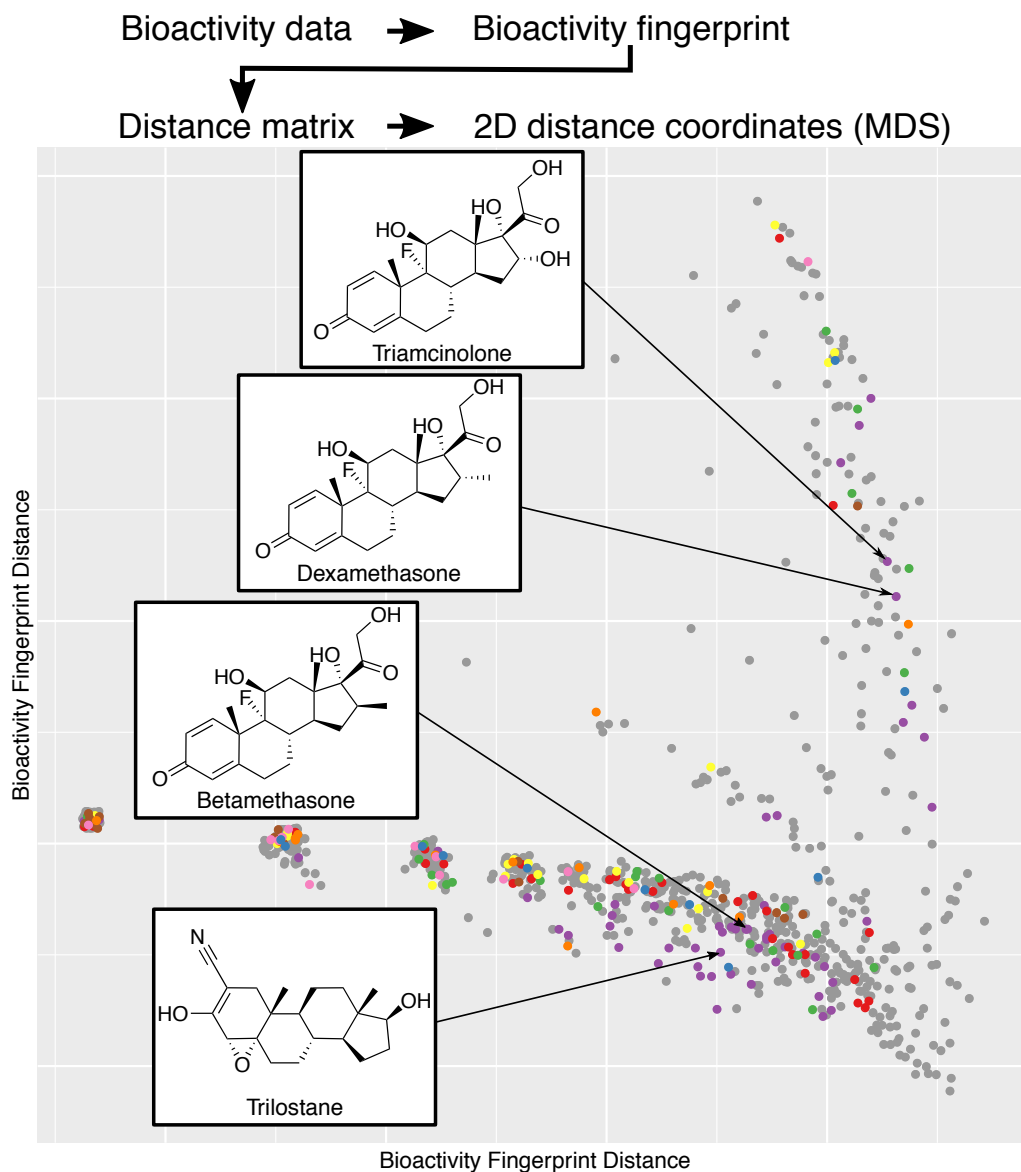 Bioactivity data → Bioactivity fingerprint
Distance matrix → 2D distance coordinates (MDS)
OH
HO
HO
O
F
OH
O
Triamcinolone
OH
HO
HO
O
F
O
Dexamethasone
OH
HO
HO
O
F
O
Betamethasone
N
HO
OH
O
Trilostane
Bioactivity Fingerprint Distance
Bioactivity Fingerprint Distance